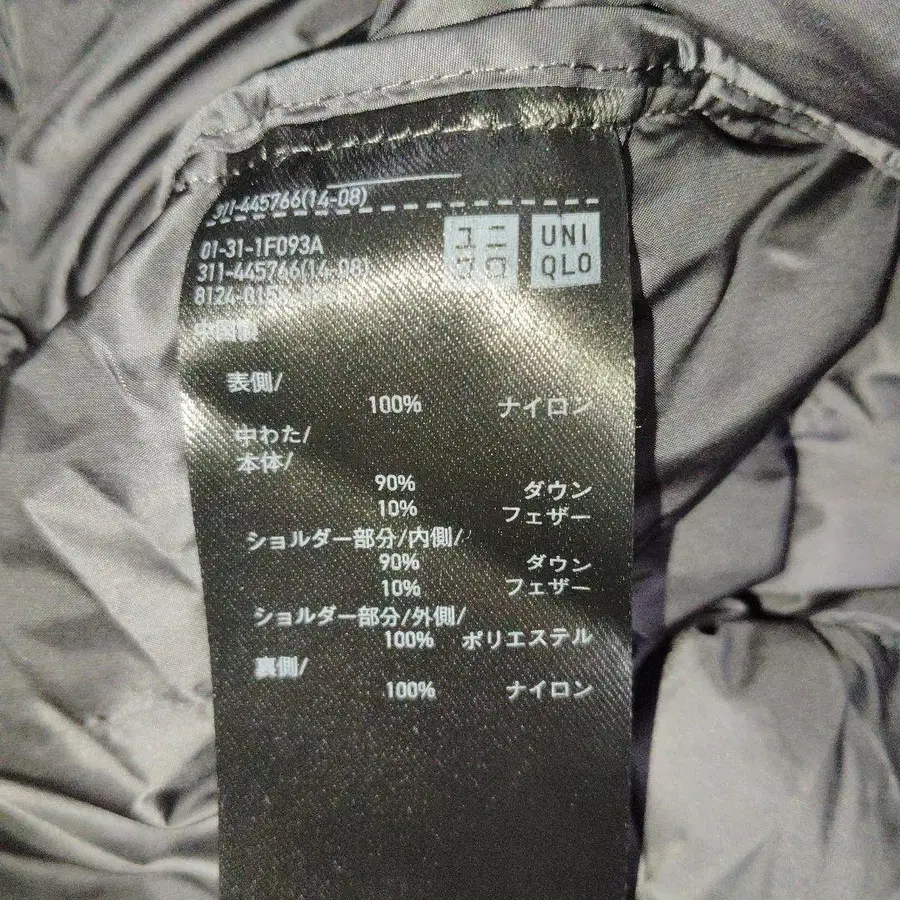 311-445766(14-08)
ユニ
クロ
UNI
QLO
01-31-1F093A
311-445766(14-08)
中国製
表側/
100% ナイロン
中わた/
本体/
90% ダウン
10% フェザー
ショルダー部分/内側/
90% ダウン
10% フェザー
ショルダー部分/外側/
100% ポリエステル
裏側/
100% ナイロン